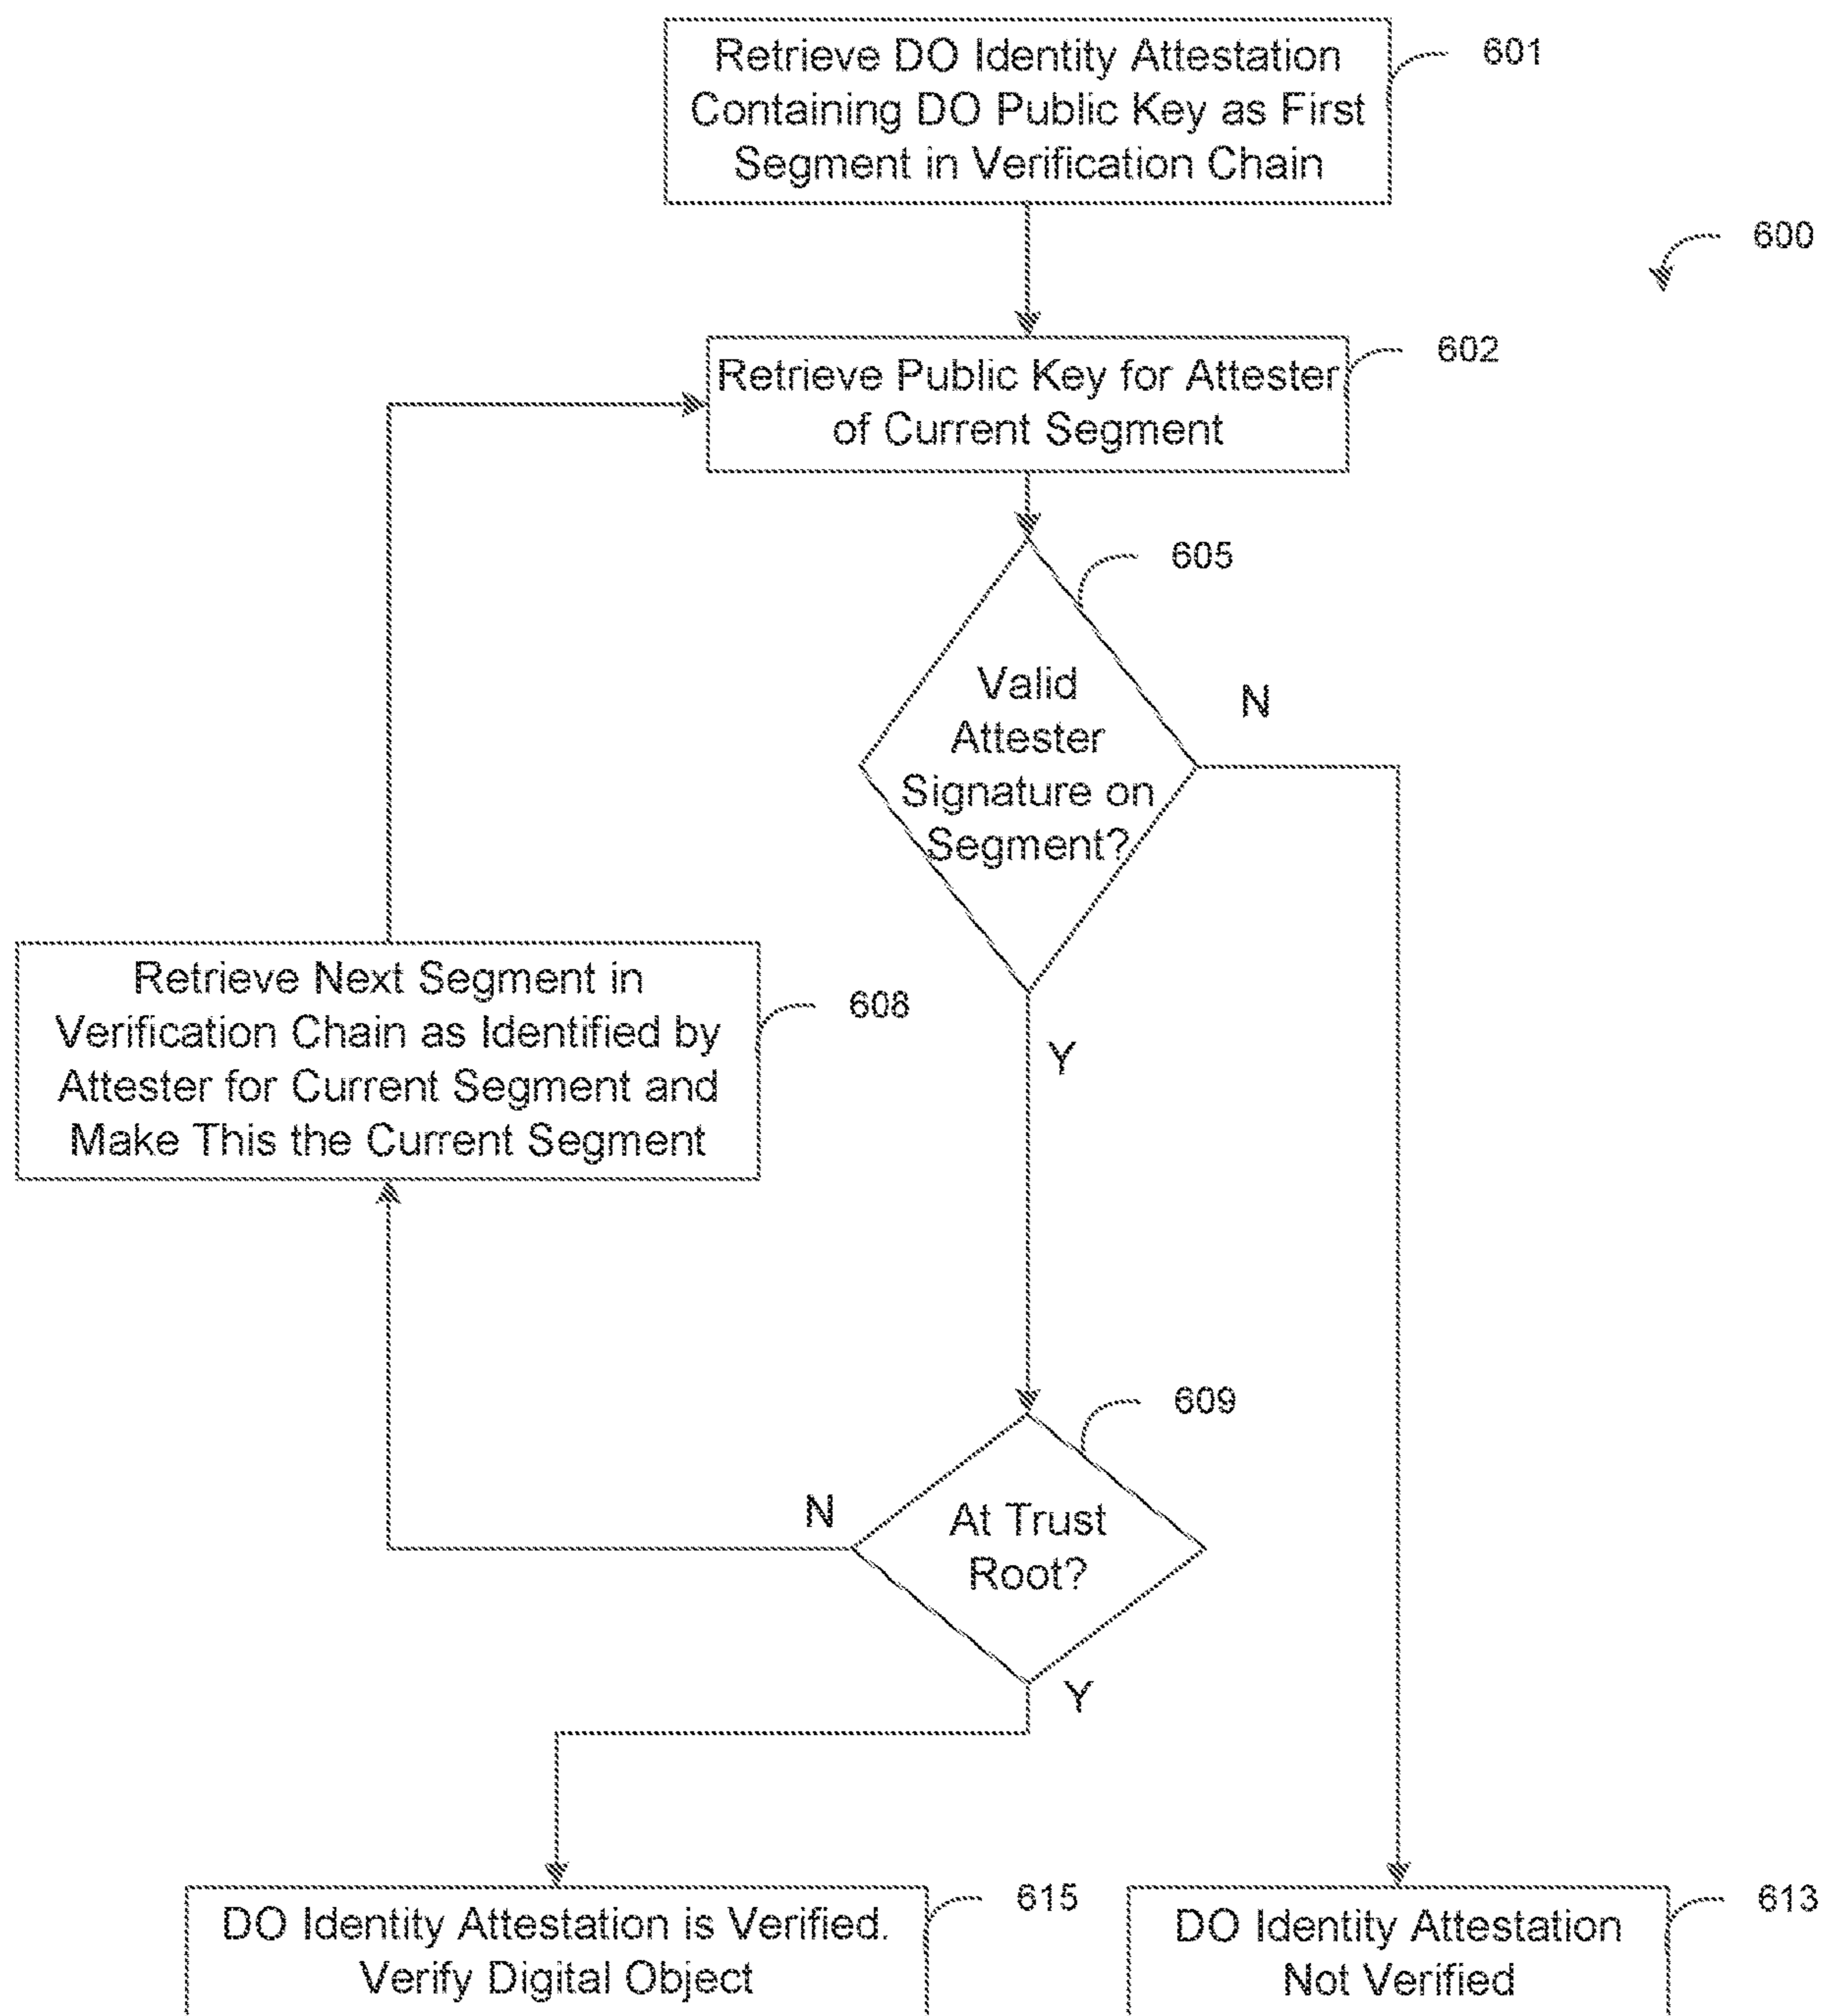 Retrieve DO Identity Attestation
Containing DO Public Key as First
Segment in Verification Chain
601
600
Retrieve Public Key for Attester
of Current Segment
602
605
Valid
Attester
Signature on
Segment?
N
Y
Retrieve Next Segment in
Verification Chain as Identified by
Attester for Current Segment and
Make This the Current Segment
608
609
At Trust
Root?
N
Y
DO Identity Attestation is Verified.
Verify Digital Object
615
DO Identity Attestation
Not Verified
613